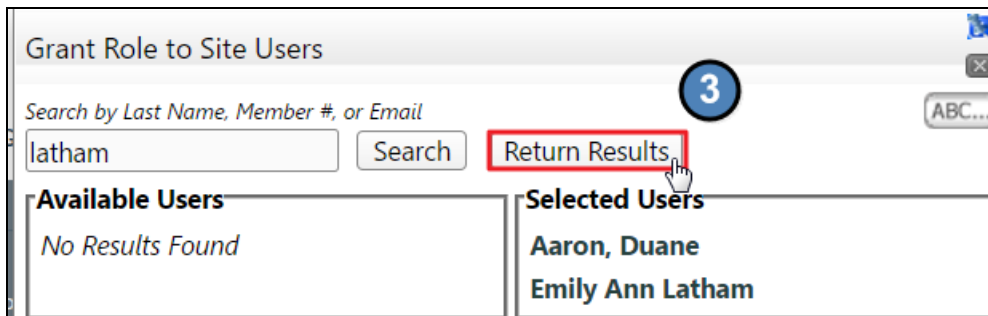 Grant Role to Site Users
3
Search by Last Name, Member #, or Email
ABC...
latham
Search
Return Results
Available Users
Selected Users
No Results Found
Aaron, Duane
Emily Ann Latham